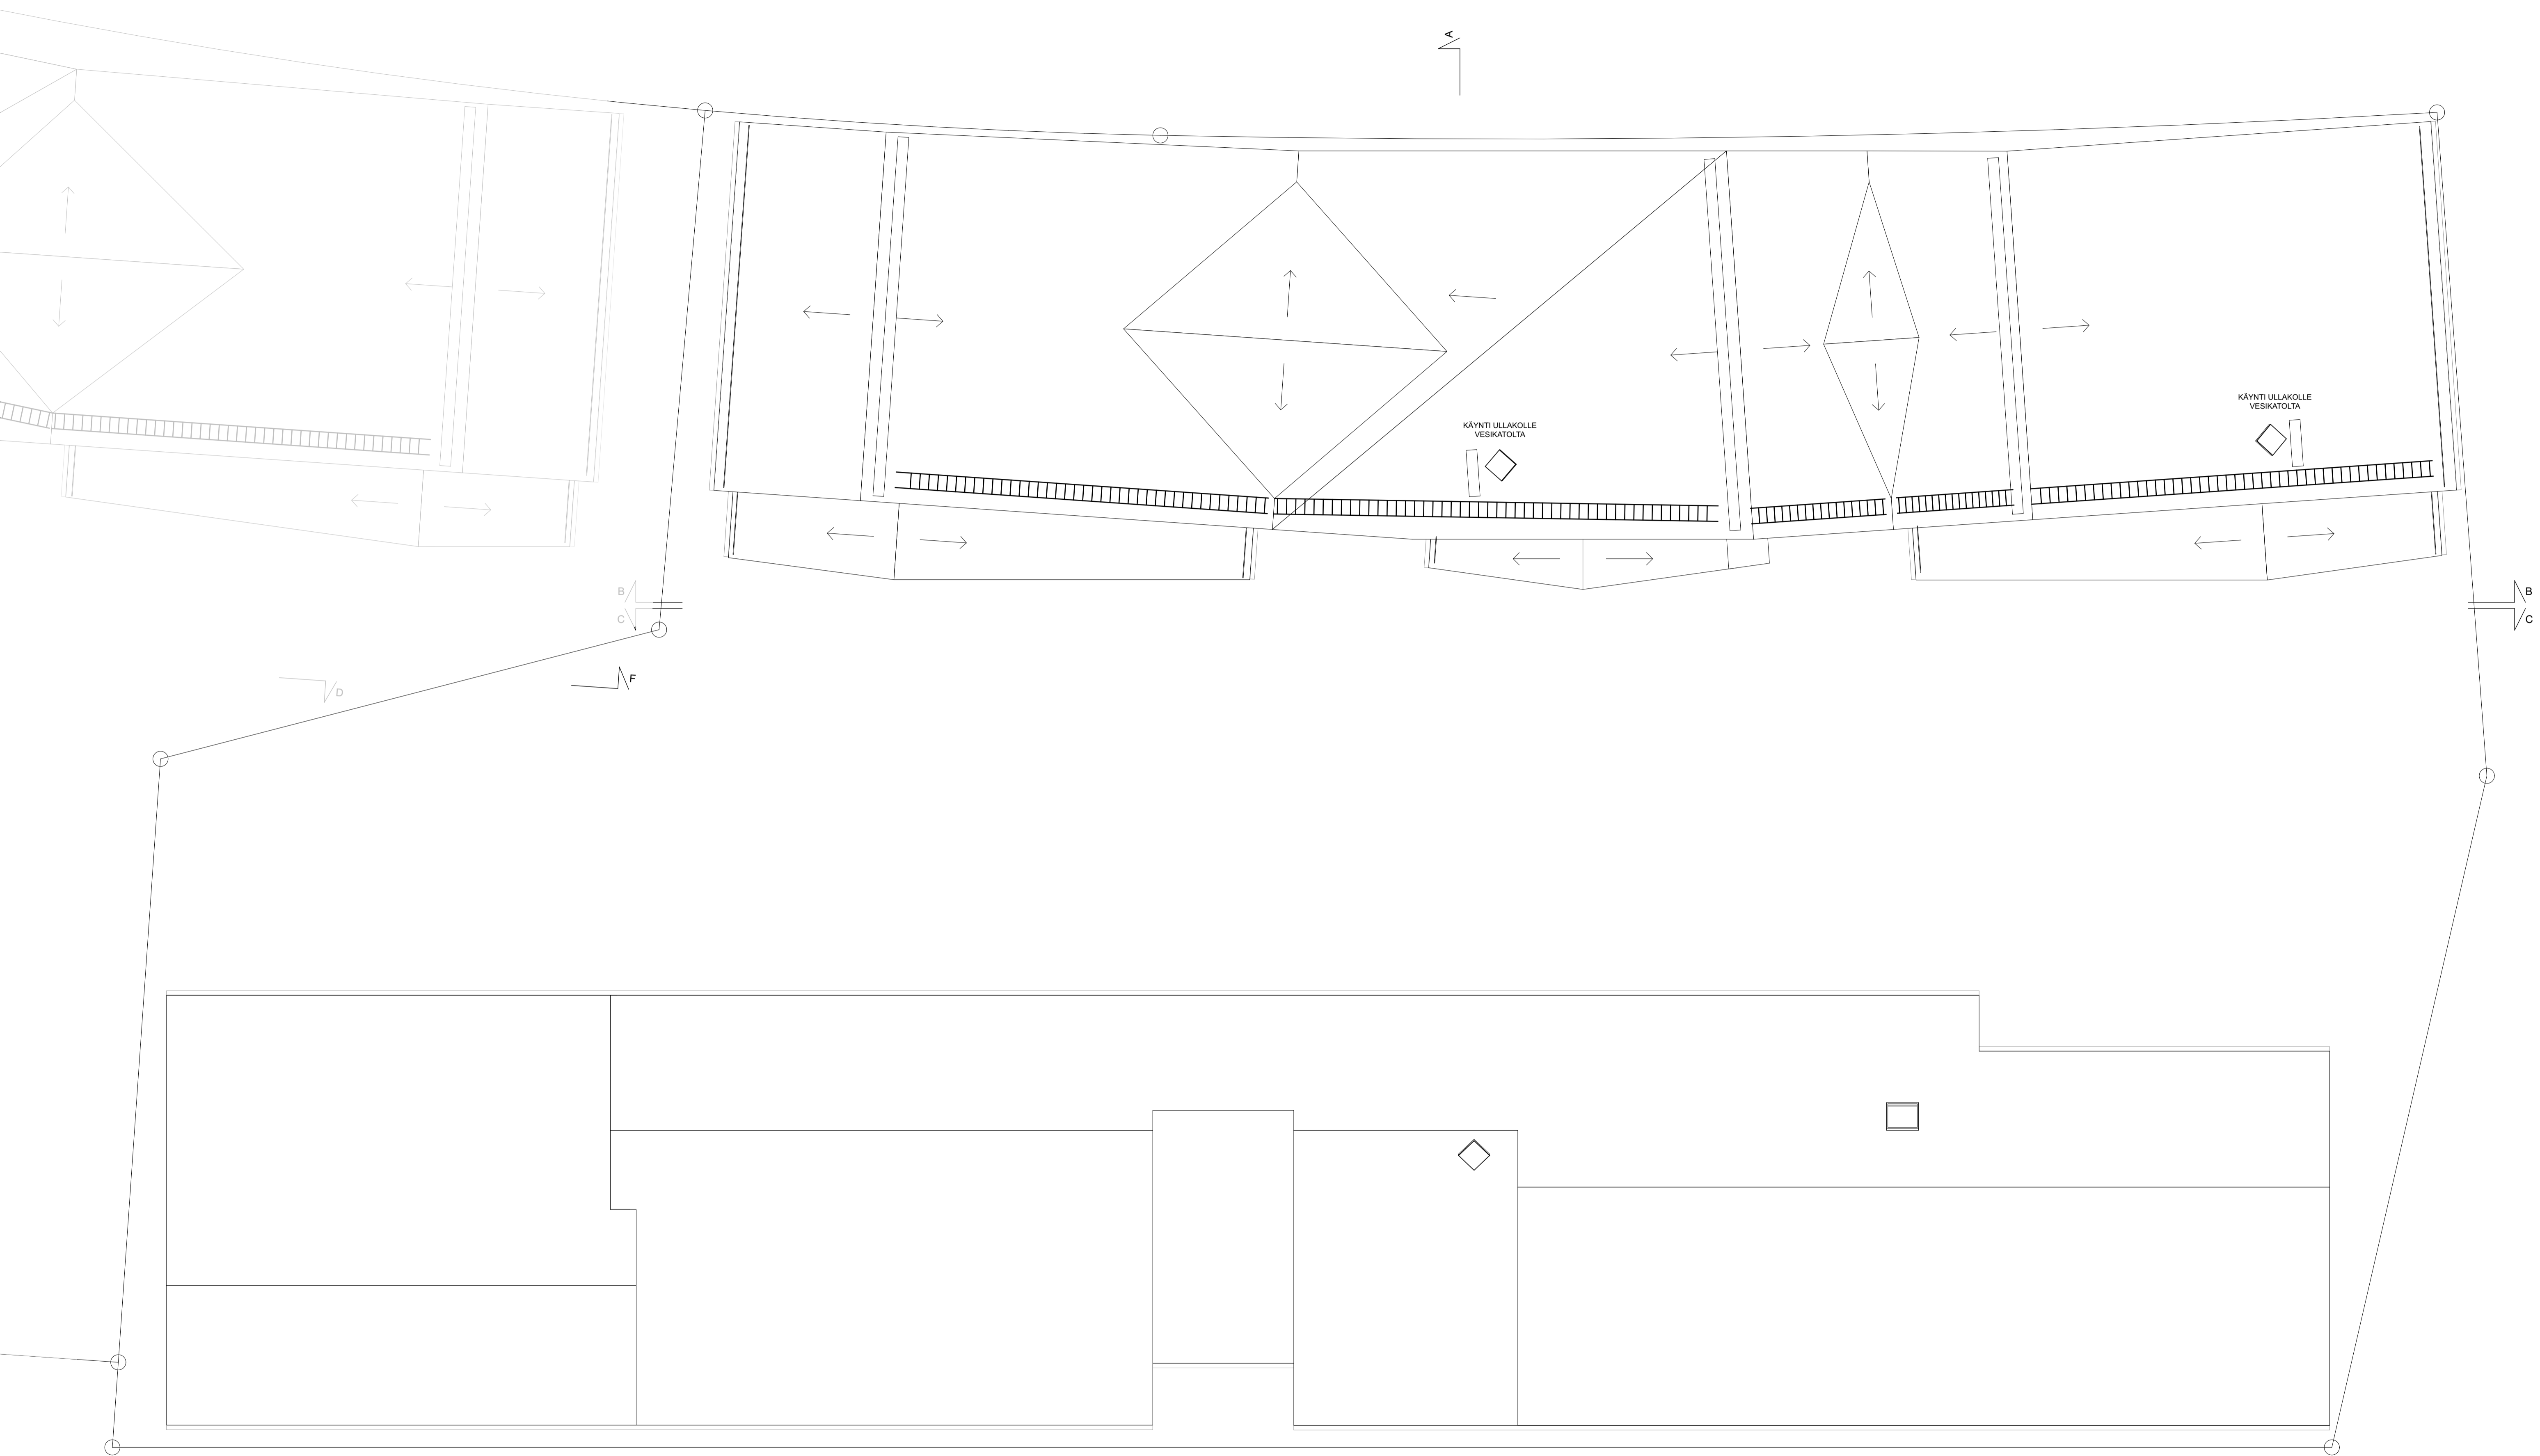 A
KÄYNTI ULLAKOLLE
VESIKATOLTA
KÄYNTI ULLAKOLLE
VESIKATOLTA
B
C
B
C
D
F